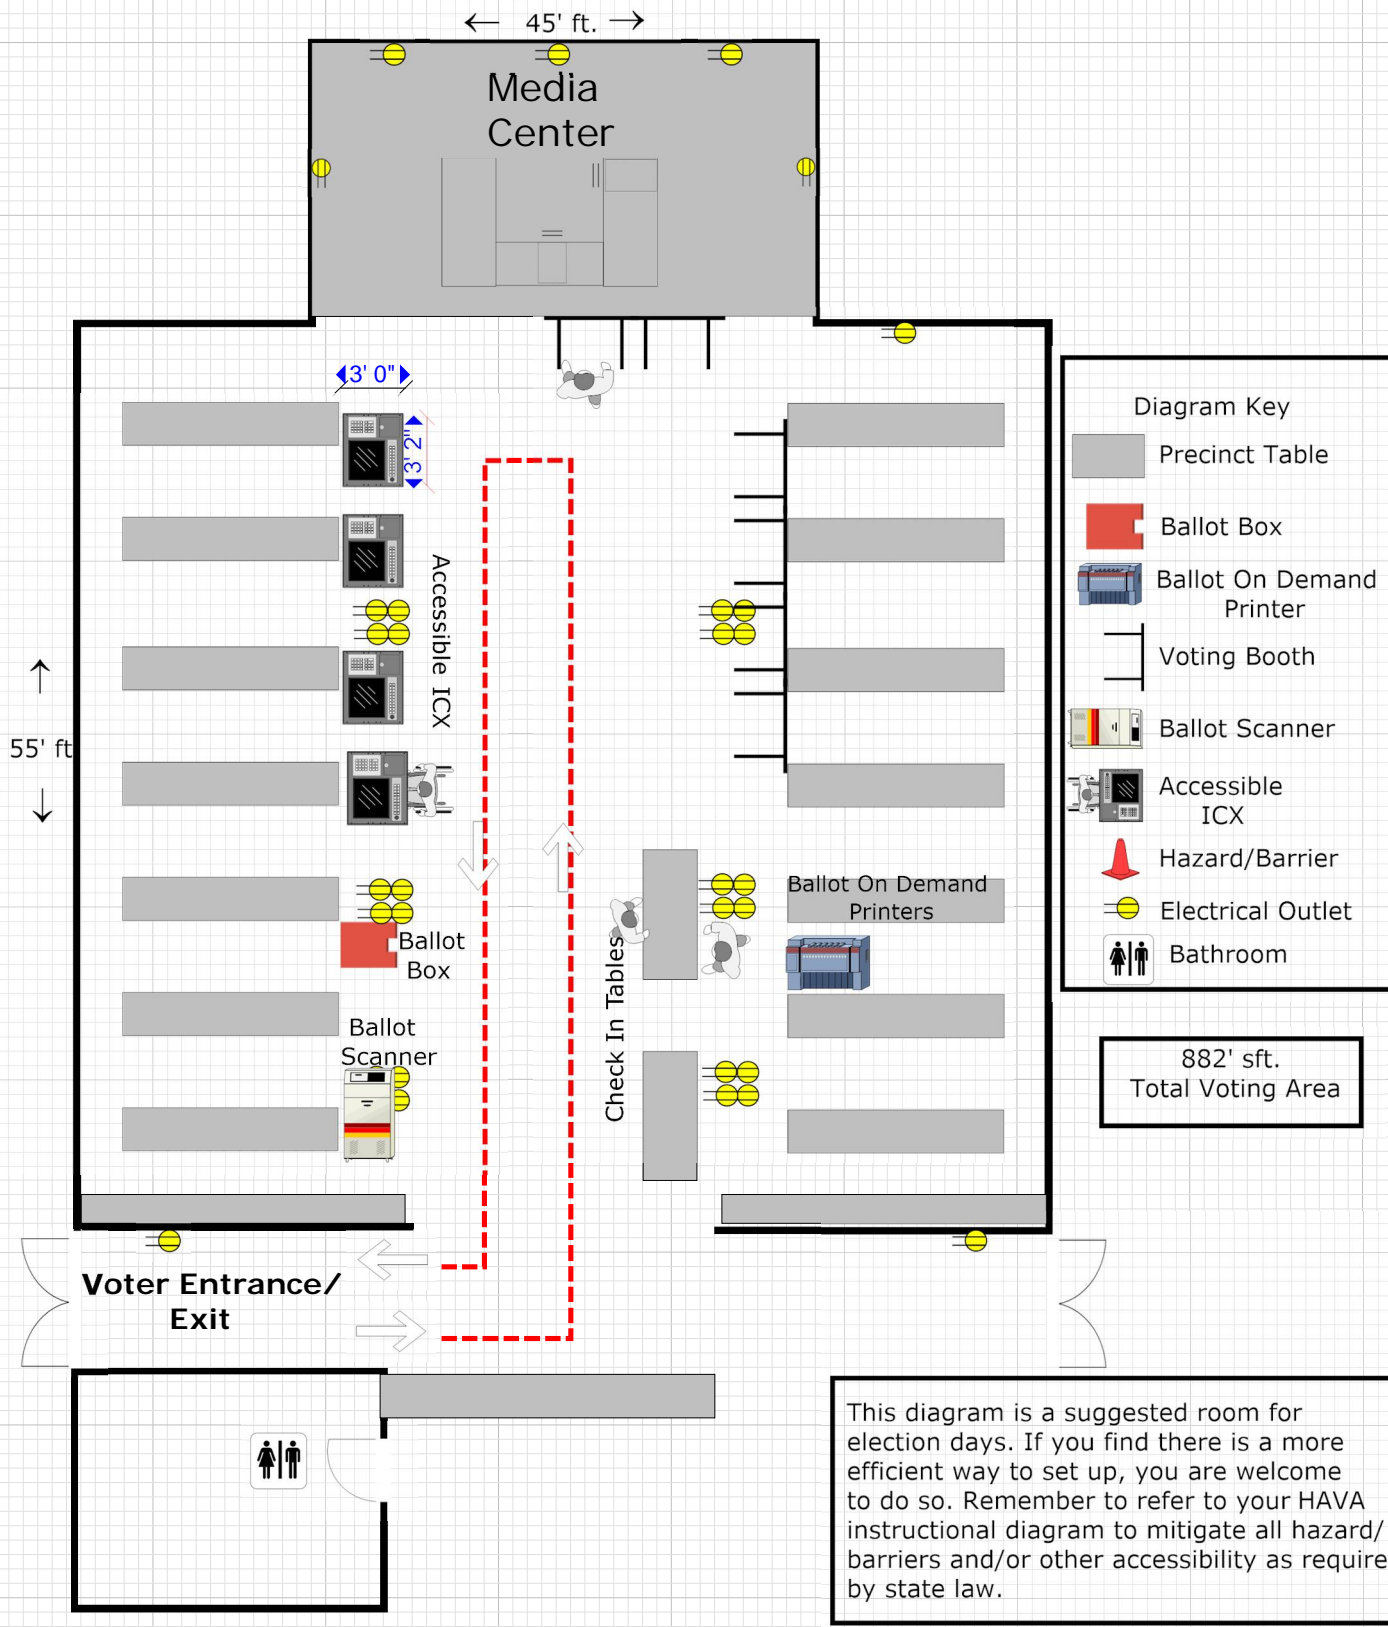 45' ft.
Media
Center
3' 0"
3' 2"
Accessible ICX
55' ft
Ballot
Box
Ballot
Scanner
Check In Tables
Ballot On Demand
Printers
Voter Entrance/
Exit
Diagram Key
Precinct Table
Ballot Box
Ballot On Demand
Printer
Voting Booth
Ballot Scanner
Accessible
ICX
Hazard/Barrier
Electrical Outlet
Bathroom
882' sft.
Total Voting Area
This diagram is a suggested room for
election days. If you find there is a more
efficient way to set up, you are welcome
to do so. Remember to refer to your HAVA
instructional diagram to mitigate all hazard/
barriers and/or other accessibility as require
by state law.